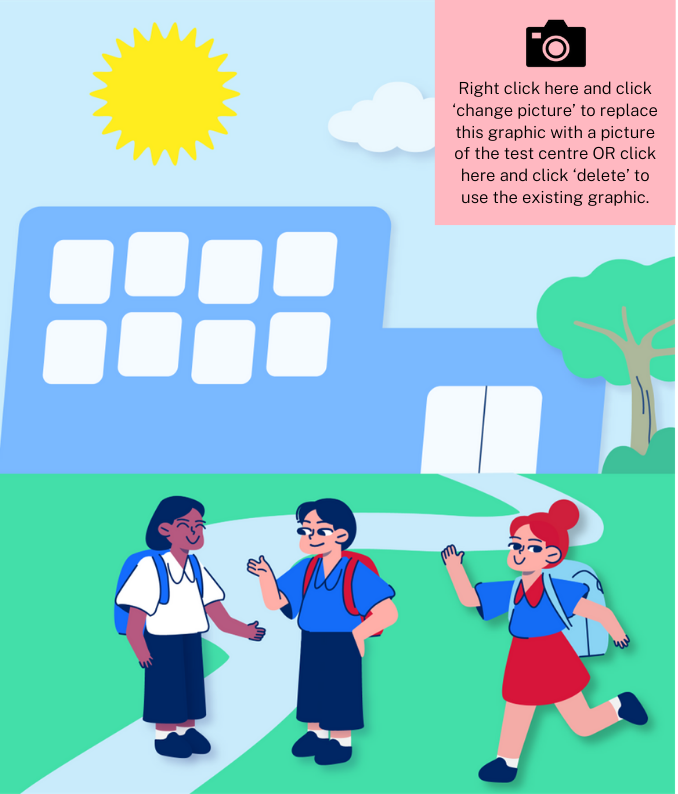 Right click here and click
‘change picture’ to replace
this graphic with a picture
of the test centre OR click
here and click ‘delete’ to
use the existing graphic.